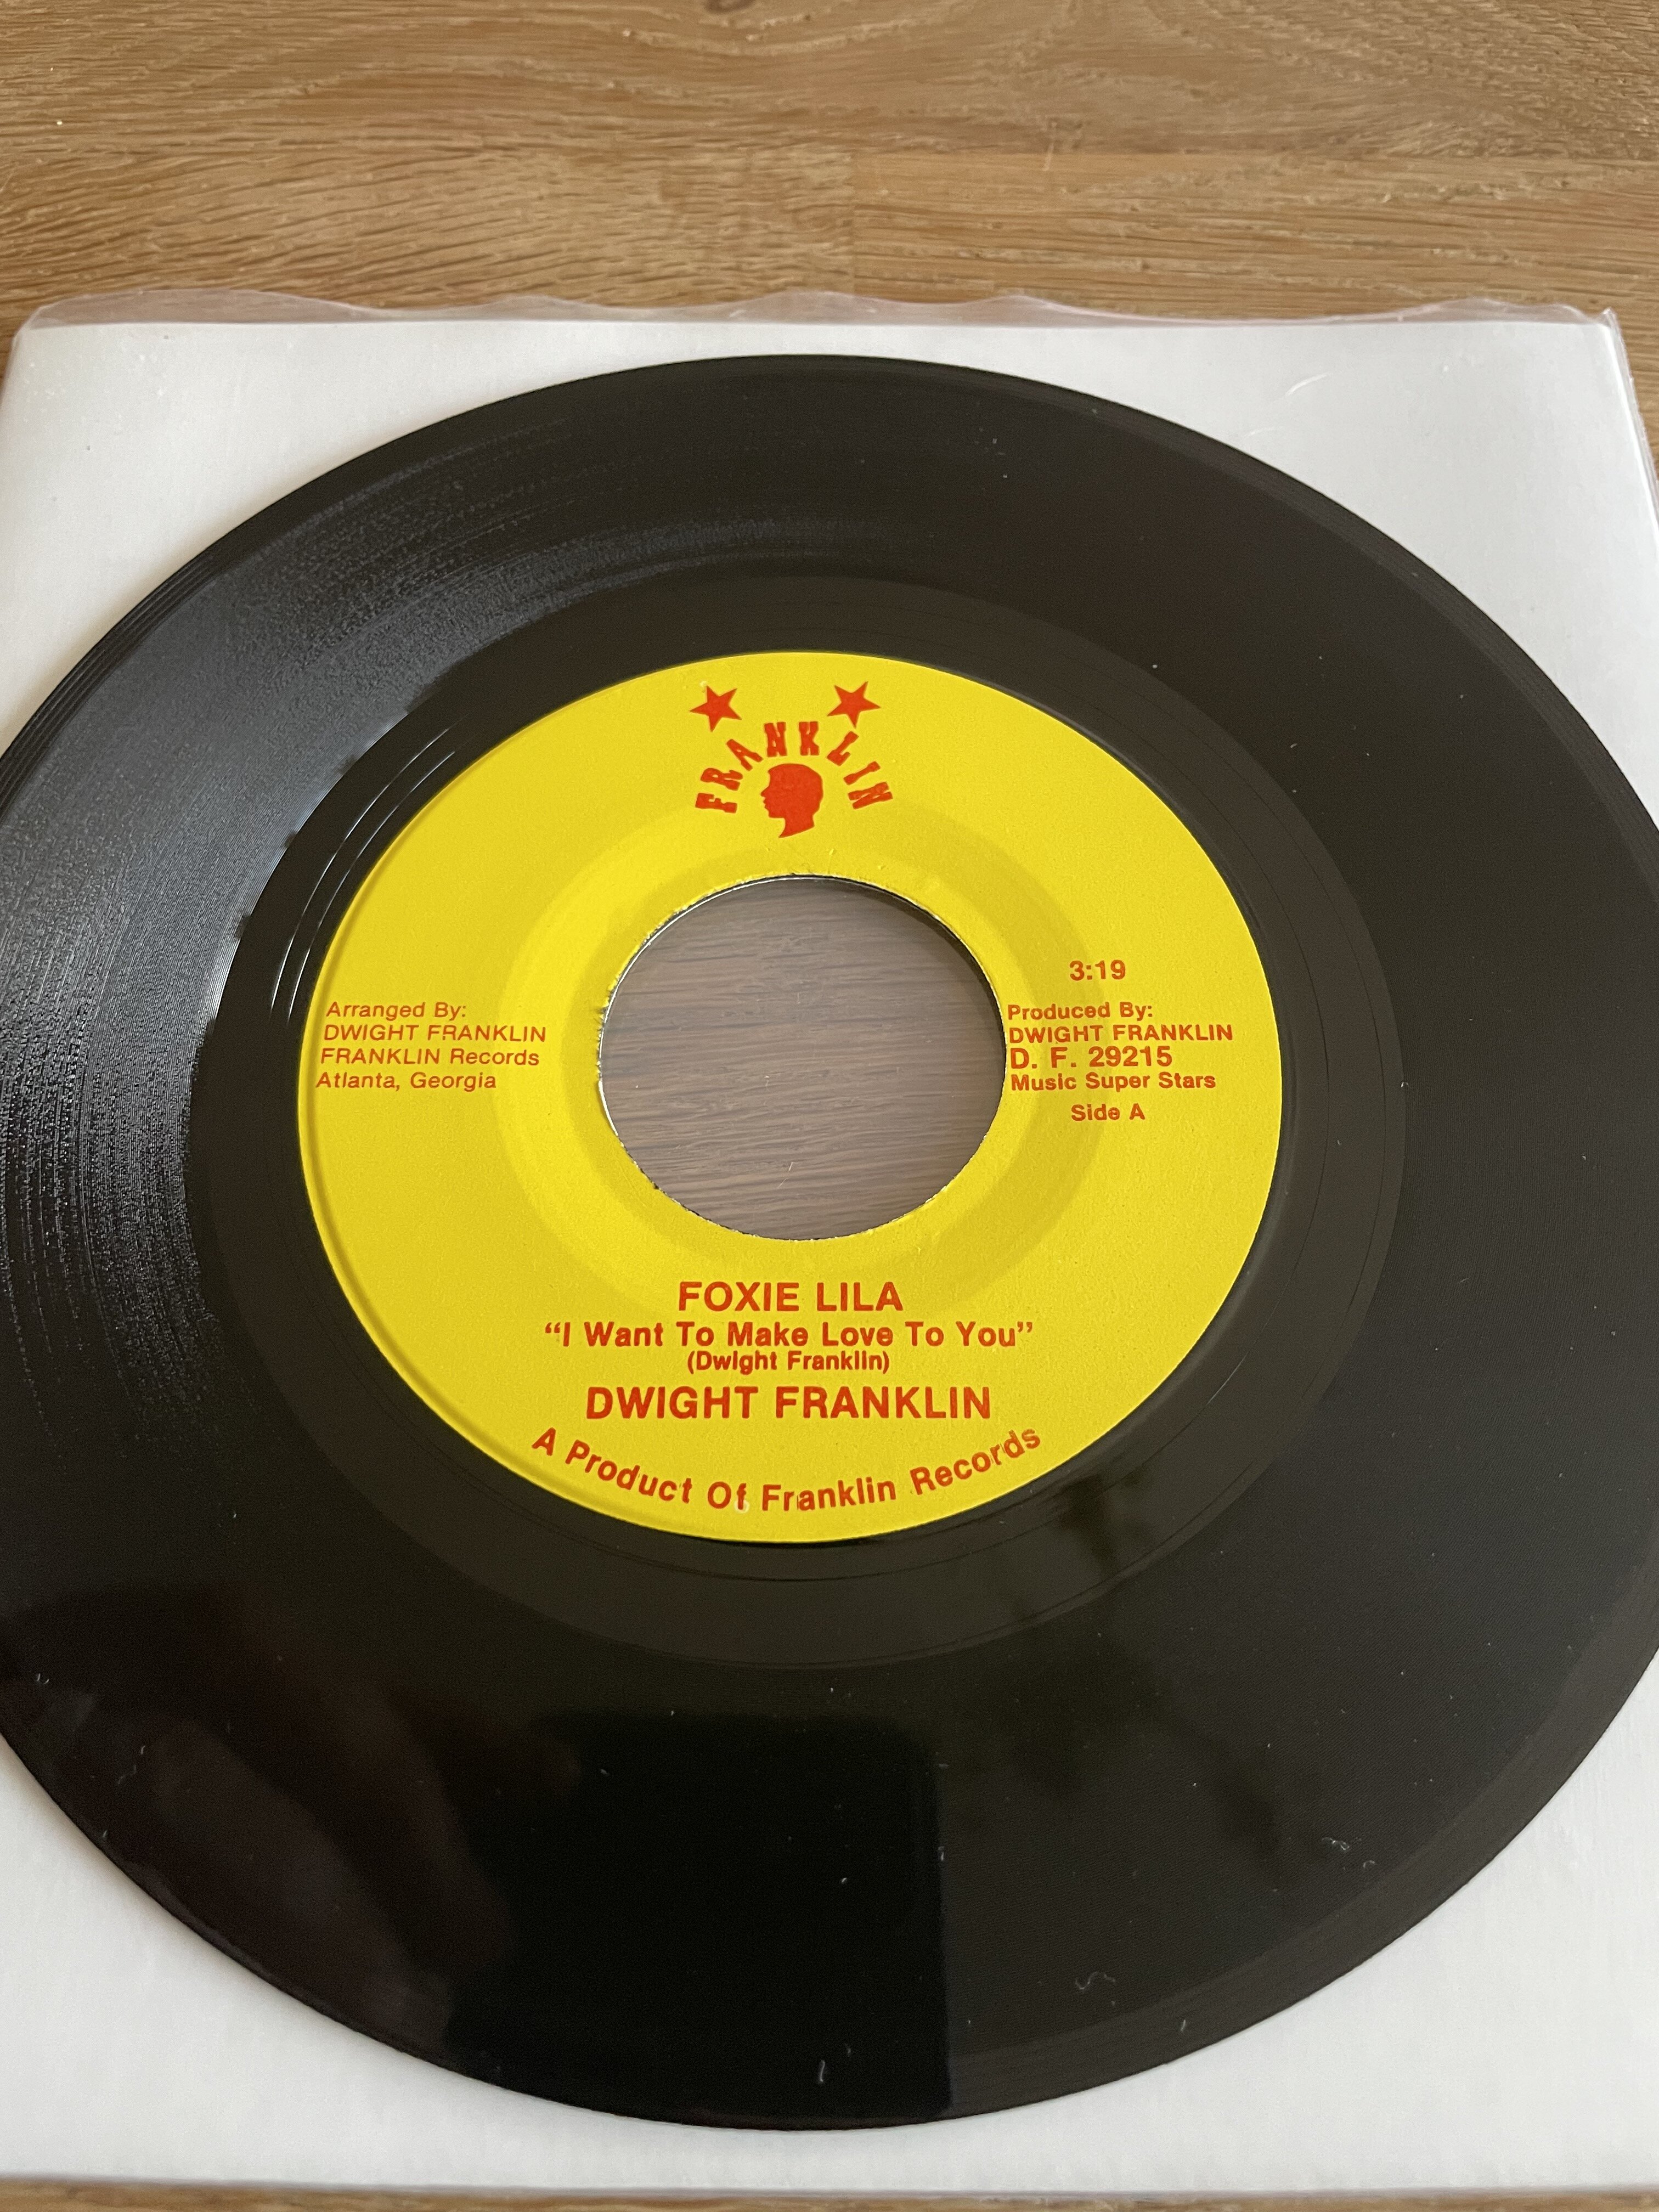 FRANKLIN
Arranged By:
DWIGHT FRANKLIN
FRANKLIN Records
Atlanta, Georgia
3:19
Produced By:
DWIGHT FRANKLIN
D. F. 29215
Music Super Stars
Side A
FOXIE LILA
“I Want To Make Love To You”
(Dwight Franklin)
DWIGHT FRANKLIN
A Product Of Franklin Records